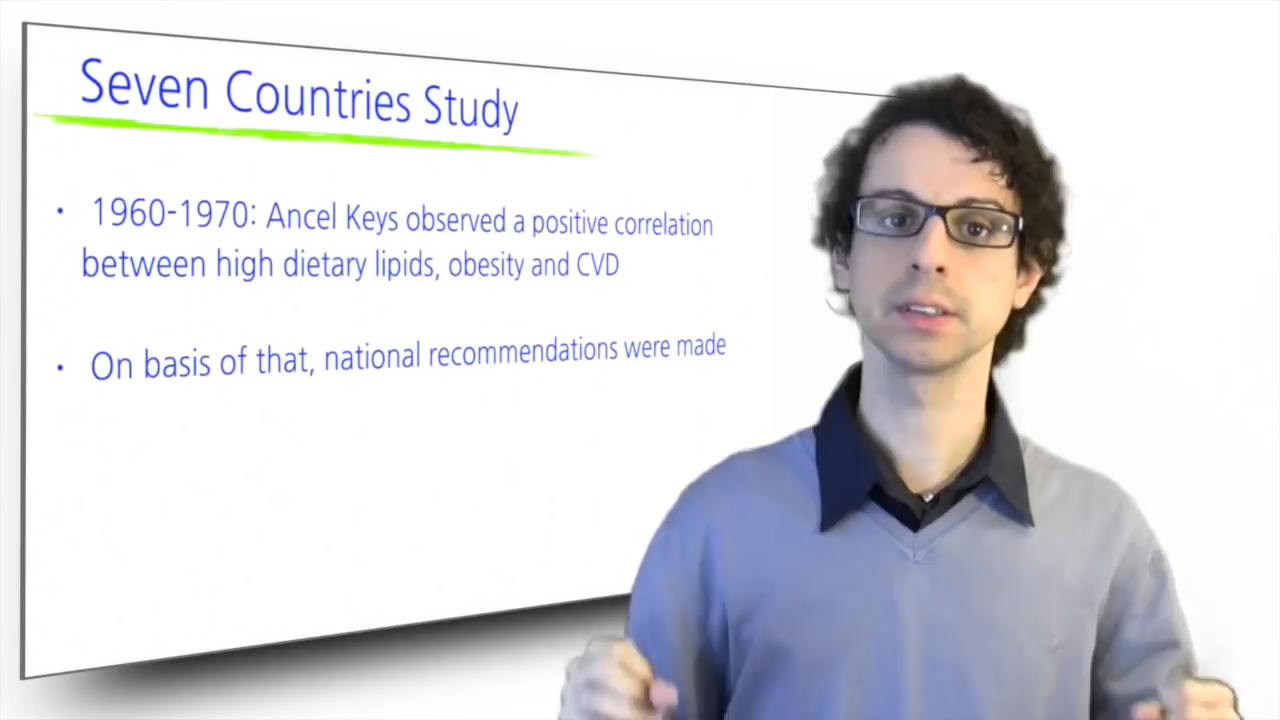 Seven Countries Study
• 1960-1970: Ancel Keys observed a positive correlation
between high dietary lipids, obesity and CVD
• On basis of that, national recommendations were made